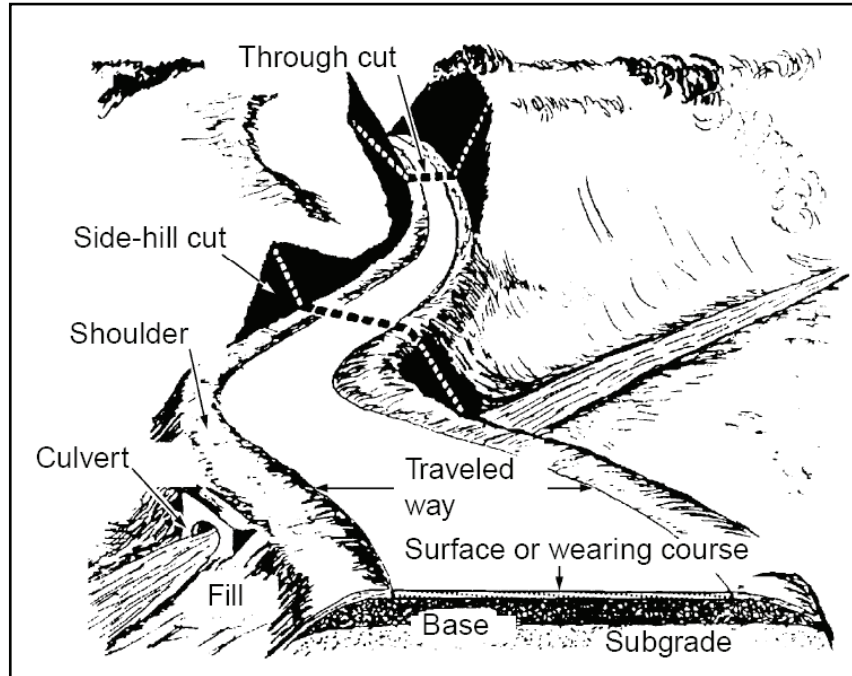 Through cut
Side-hill cut
Shoulder
Culvert
Traveled
way
Surface or wearing course
Fill
Base
Subgrade